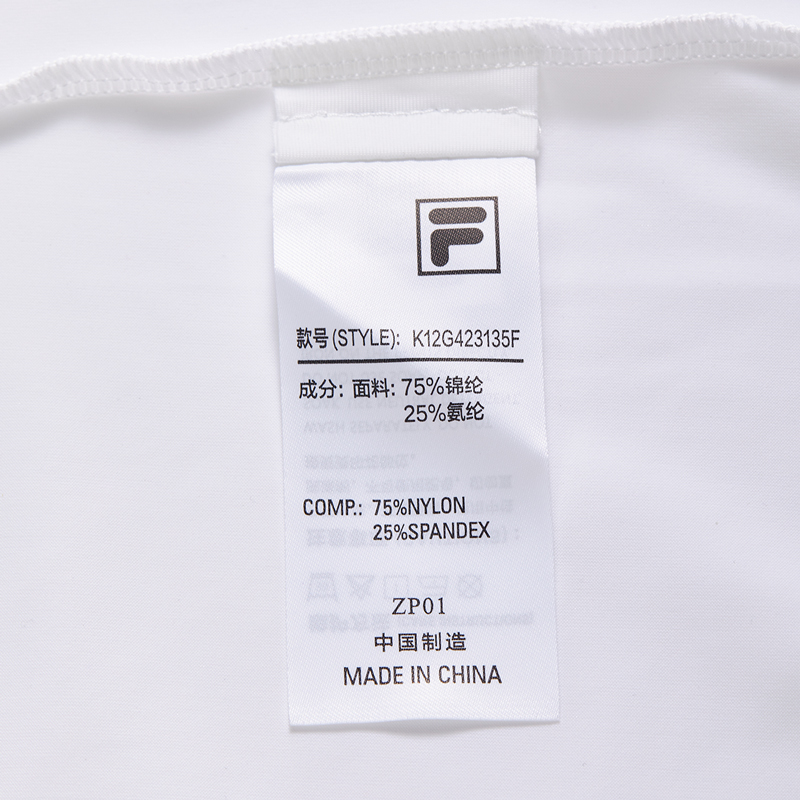 F
款号(STYLE): K12G423135F
成分: 面料: 75%锦纶
25%氨纶
COMP.: 75%NYLON
25%SPANDEX
ZP01
中国制造
MADE IN CHINA